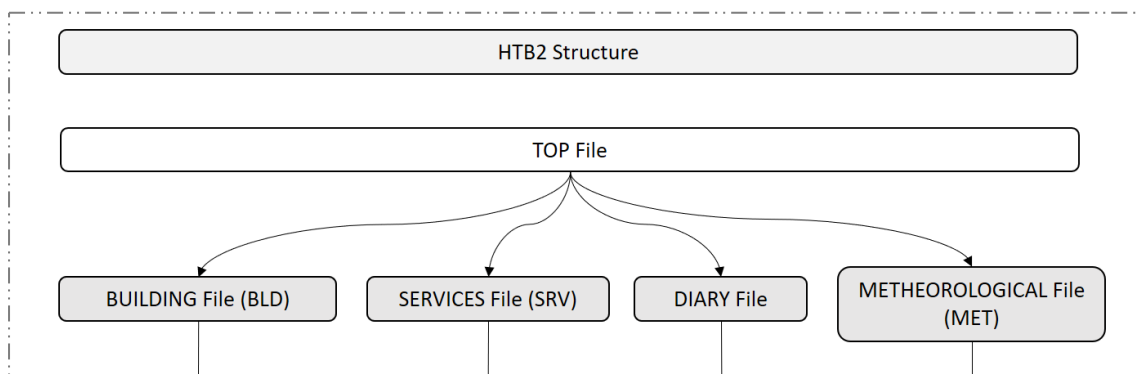 HTB2 Structure
TOP File
BUILDING File (BLD)
SERVICES File (SRV)
DIARY File
METHEOROLOGICAL File
(MET)